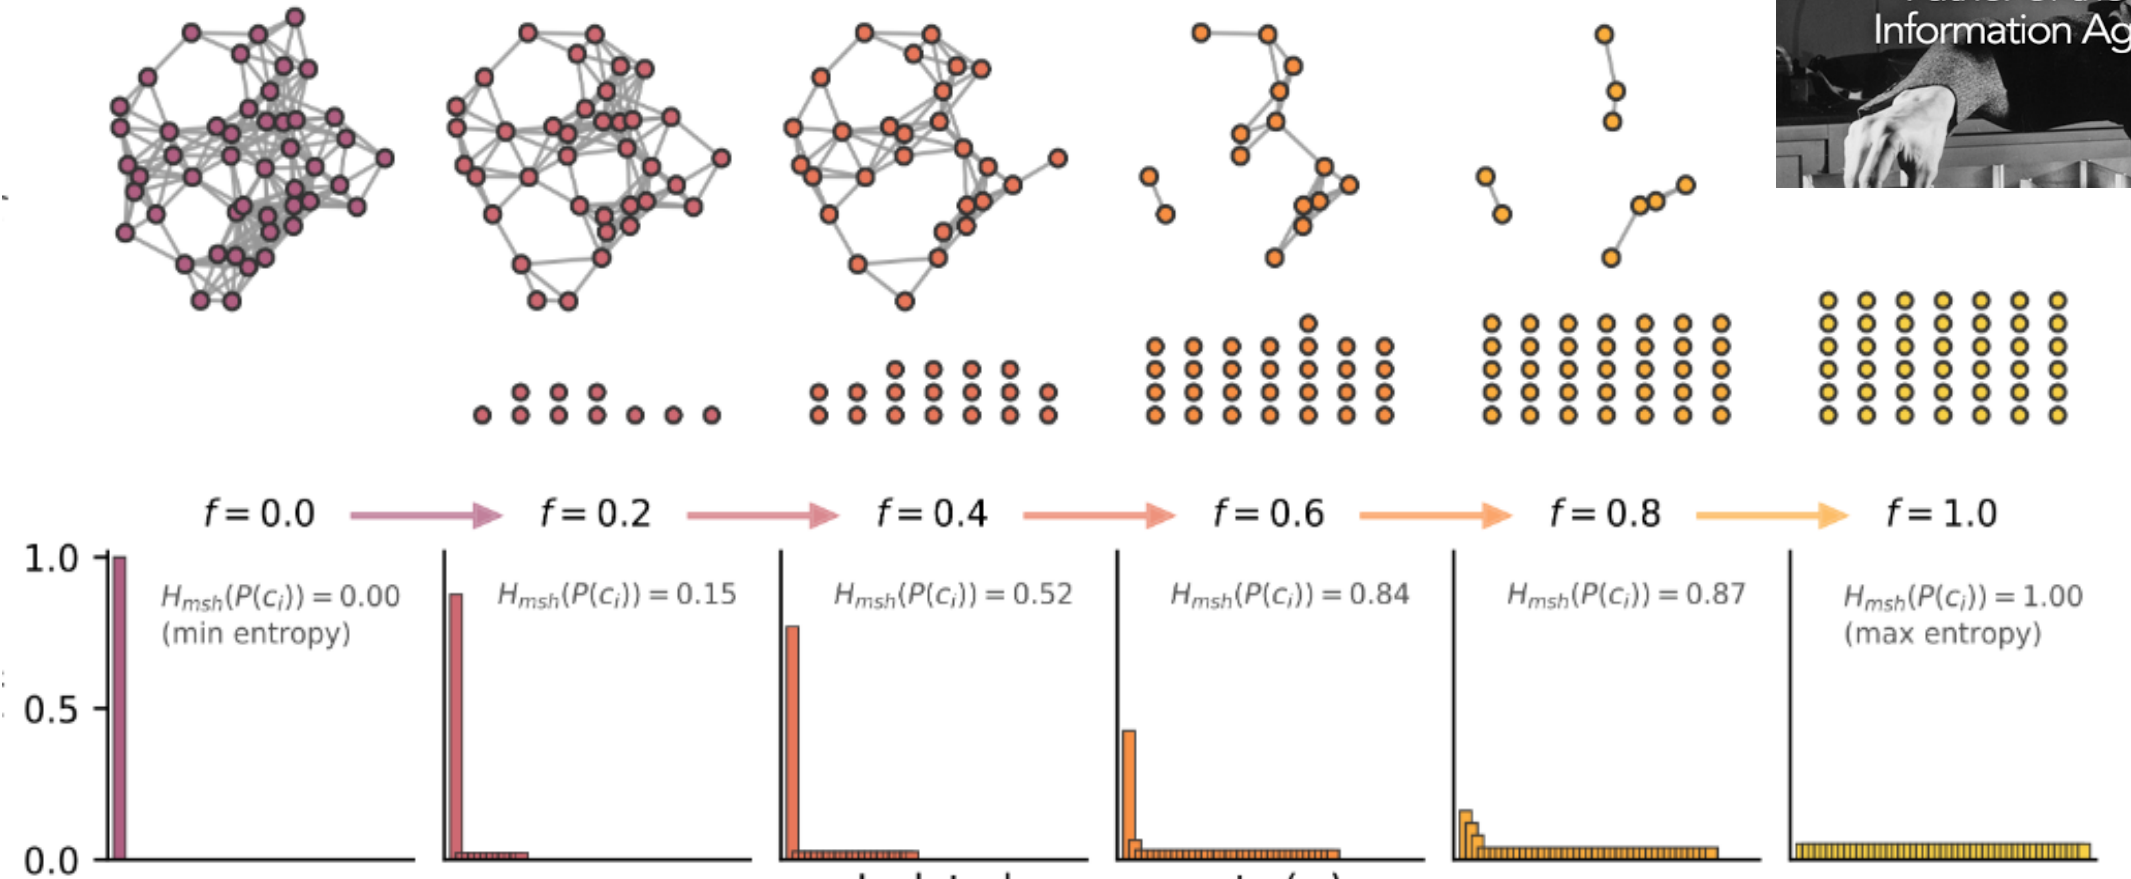 Information Ag
f = 0.0
f = 0.2
f = 0.4
f = 0.6
f = 0.8
f = 1.0
1.0
0.5
0.0
H_msh(P(c_i)) = 0.00
(min entropy)
H_msh(P(c_i)) = 0.15
H_msh(P(c_i)) = 0.52
H_msh(P(c_i)) = 0.84
H_msh(P(c_i)) = 0.87
H_msh(P(c_i)) = 1.00
(max entropy)